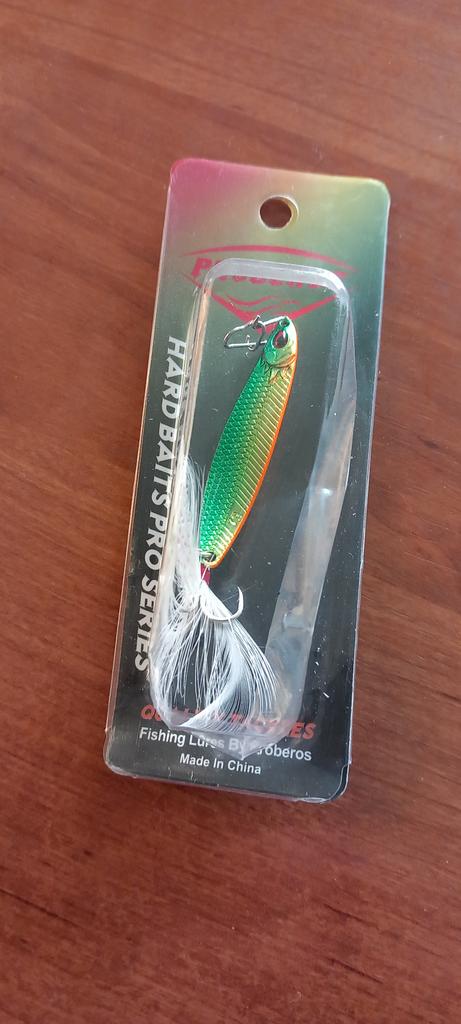 HARD BAITS PRO SERIES
Fishing Lures By
Made In China